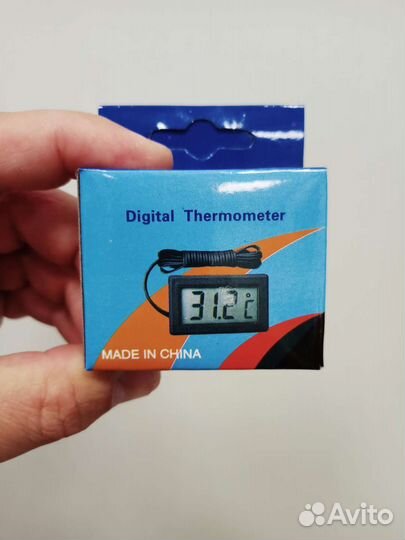 Digital Thermometer
31.2°C
MADE IN CHINA
Avito